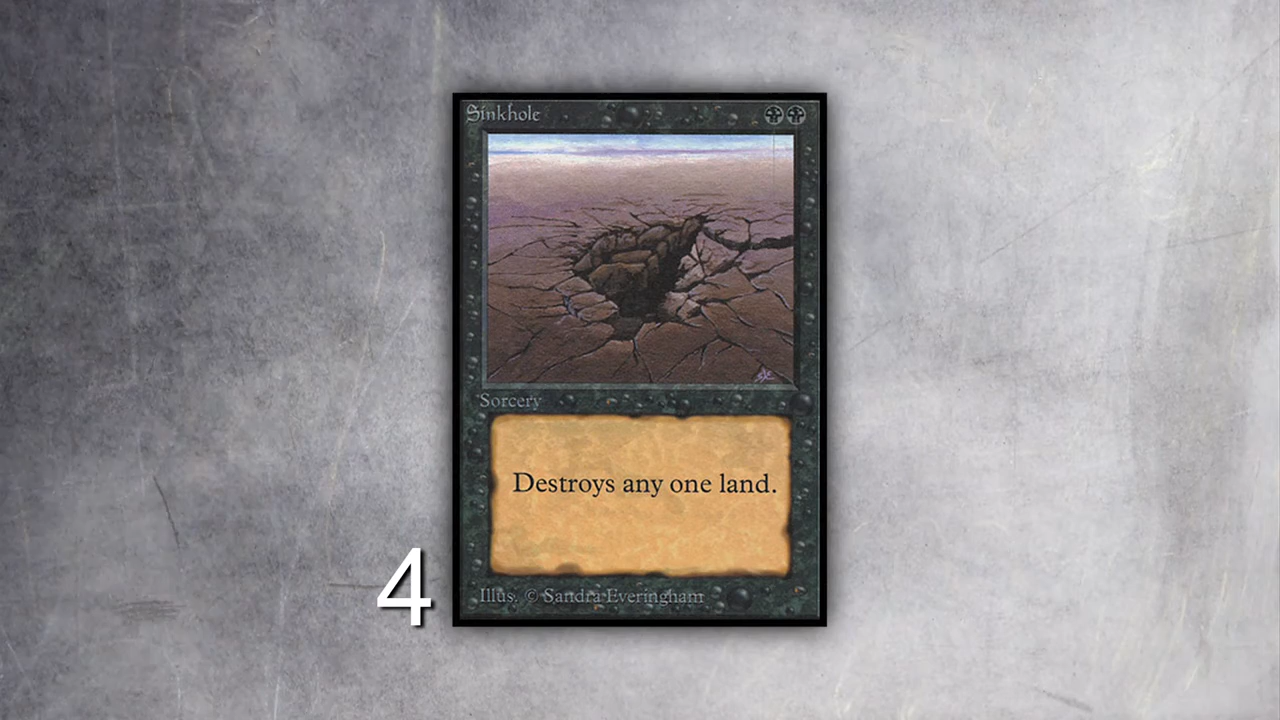 Sinkhole
Sorcery
Destroys any one land.
Illus. © Sandra Everingham
4